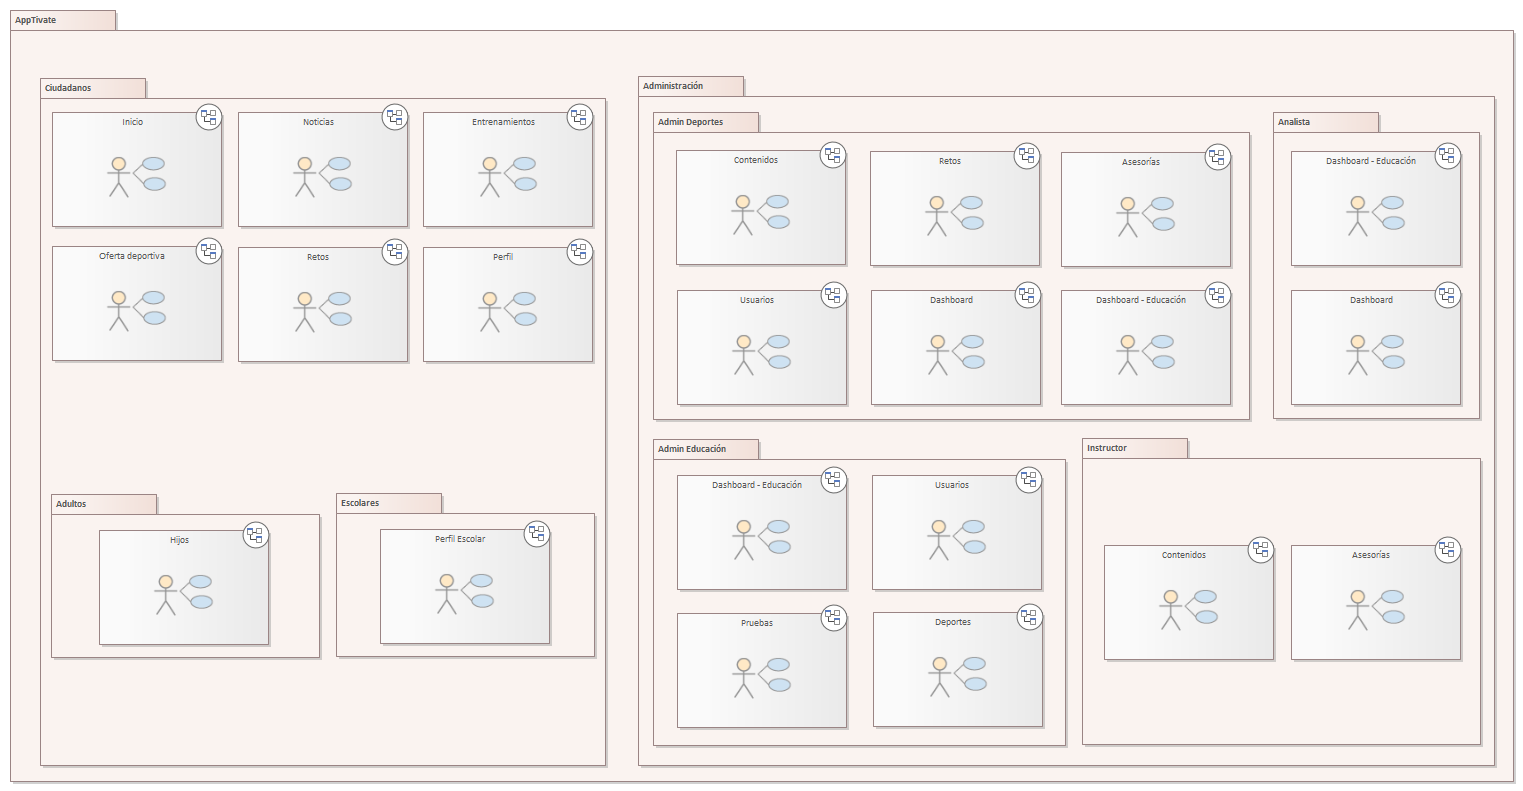 AppTívate
Ciudadanos
Inicio
Noticias
Entrenamientos
Oferta deportiva
Retos
Perfil
Adultos
Hijos
Escolares
Perfil Escolar
Administración
Admin Deportes
Contenidos
Retos
Asesorías
Usuarios
Dashboard
Dashboard - Educación
Analista
Dashboard - Educación
Dashboard
Admin Educación
Dashboard - Educación
Usuarios
Pruebas
Deportes
Instructor
Contenidos
Asesorías